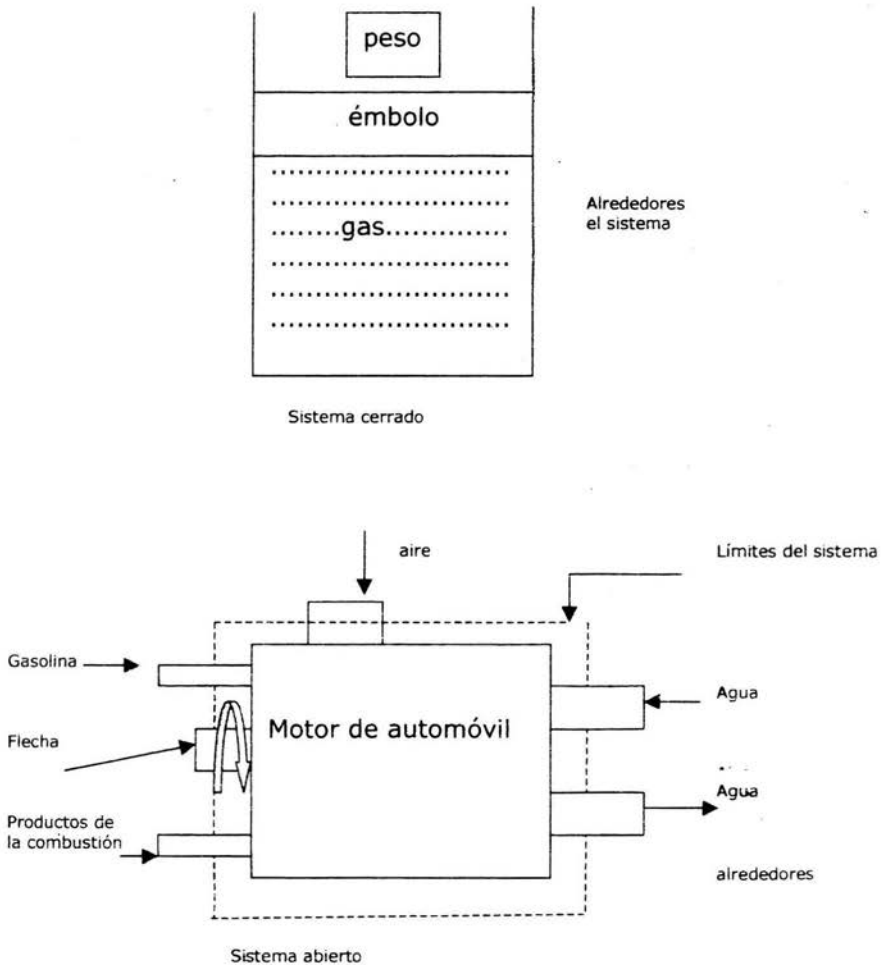 peso
émbolo
gas
Alrededores
el sistema
Sistema cerrado
aire
Límites del sistema
Gasolina
Agua
Motor de automóvil
Flecha
Agua
Productos de
la combustión
alrededores
Sistema abierto